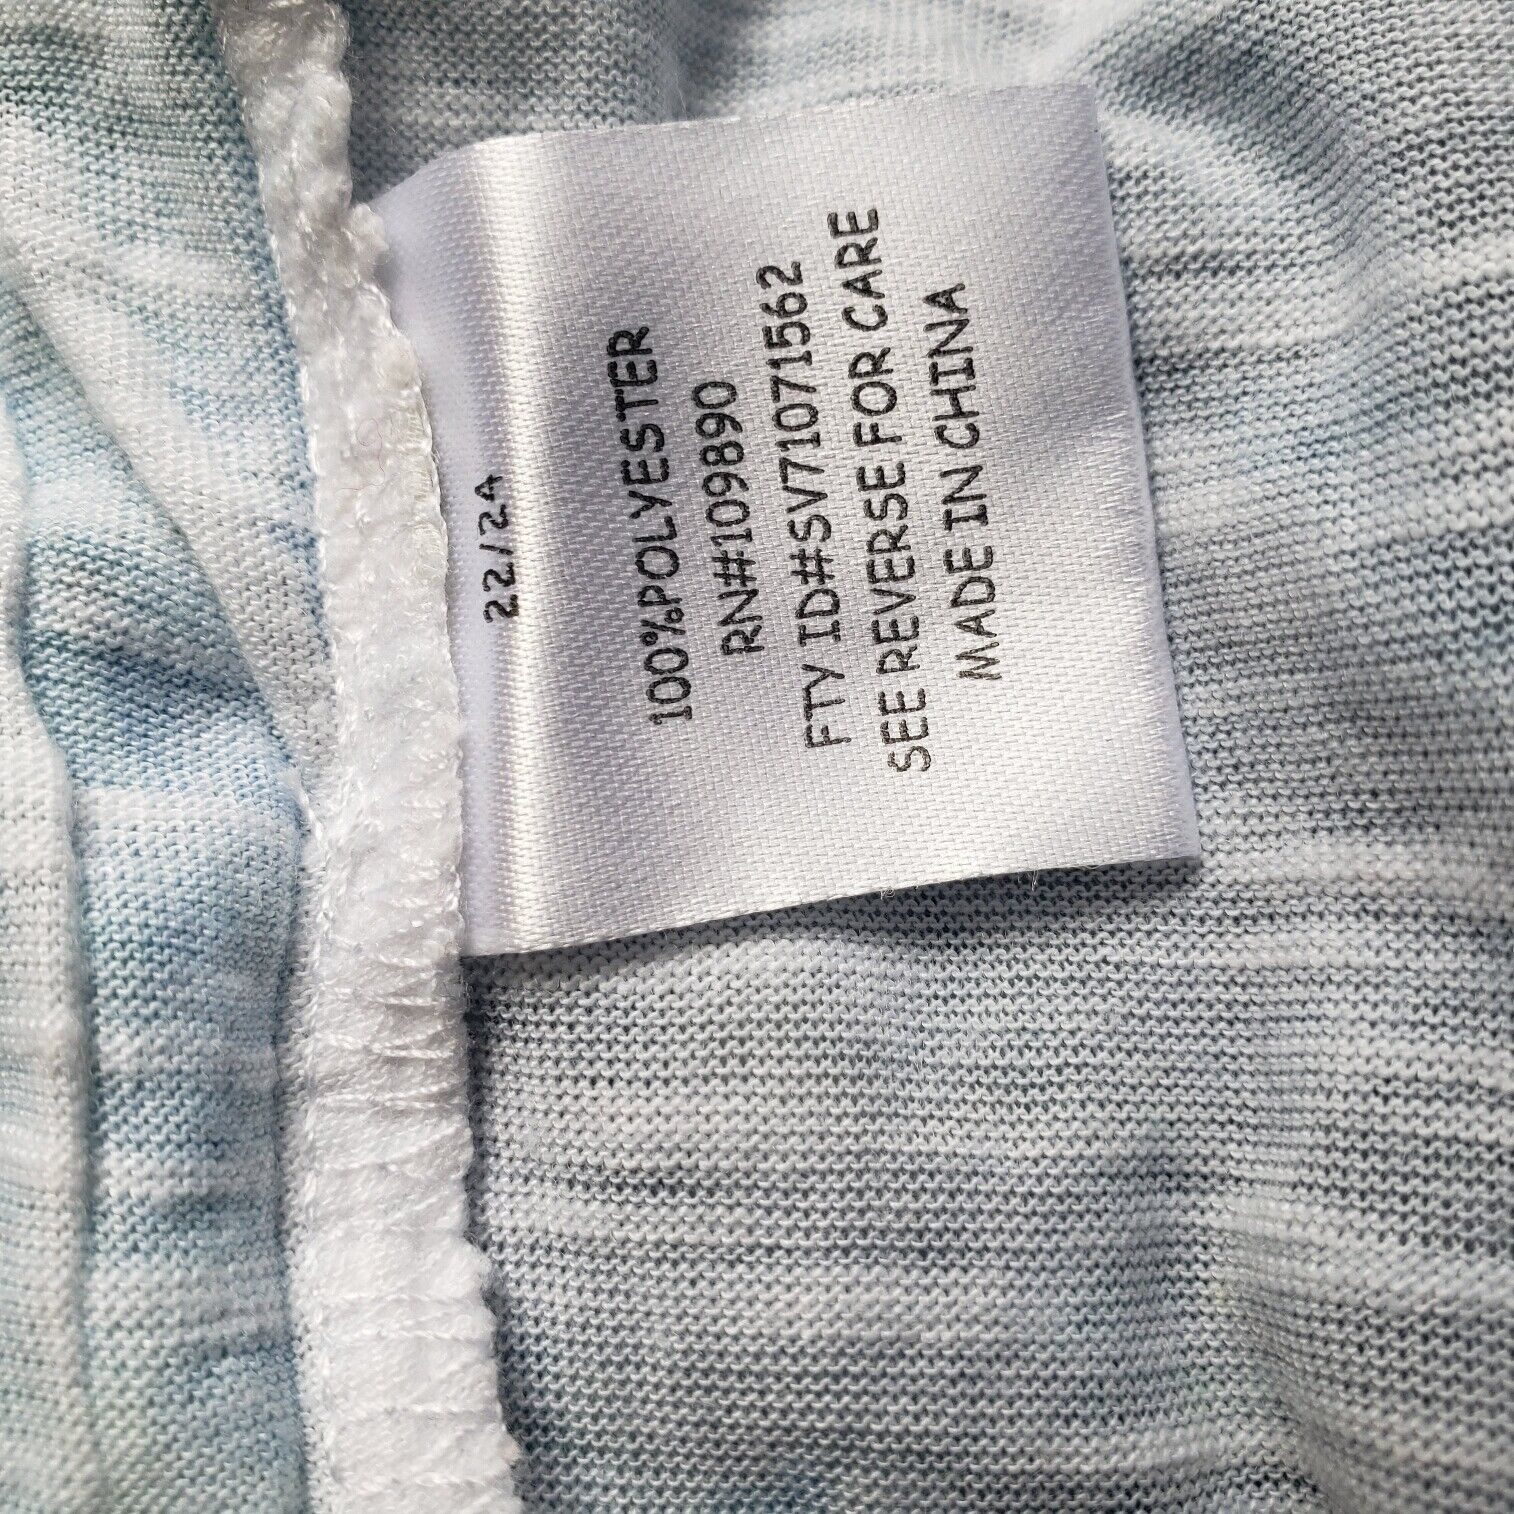 22/24
100%POLYESTER
RN#109890
FTY ID#SV71071562
SEE REVERSE FOR CARE
MADE IN CHINA